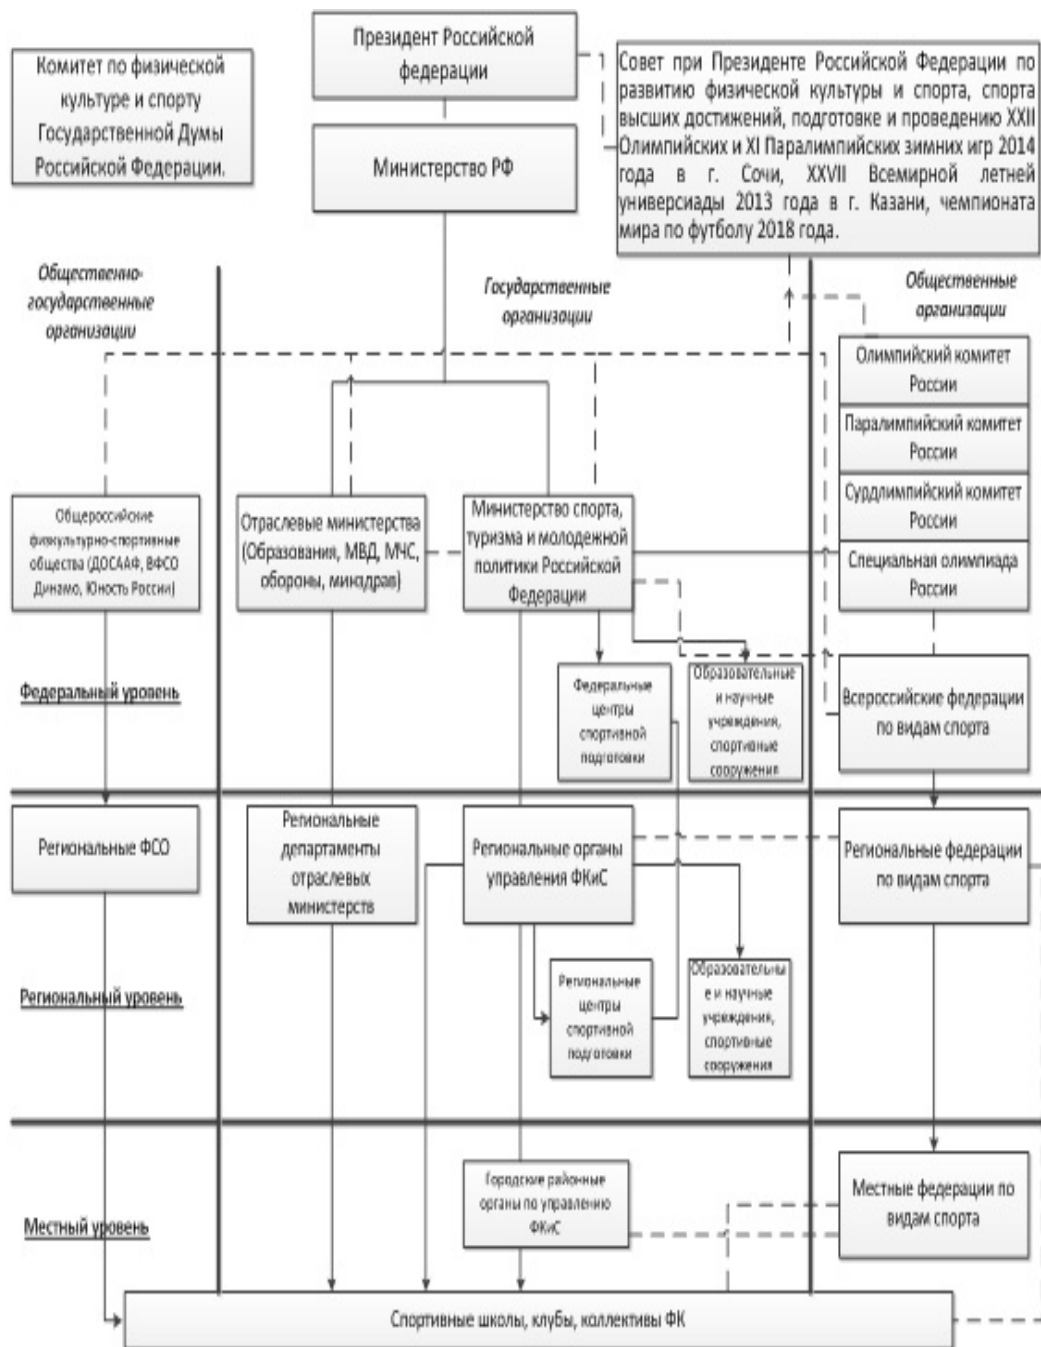 Президент Российской
федерации
Комитет по физической
культуре и спорту
Государственной Думы
Российской Федерации.
Министерство РФ
Совет при Президенте Российской Федерации по
развитию физической культуры и спорта, спорта
высших достижений, подготовке и проведению XXII
Олимпийских и XI Паралимпийских зимних игр 2014
года в г. Сочи, XXVII Всемирной летней
универсиады 2013 года в г. Казани, чемпионата
мира по футболу 2018 года.
Общественно-
государственные
организации
Государственные
организации
Общественные
организации
Олимпийский комитет
России
Паралимпийский комитет
России
Сурдлимпийский комитет
России
Специальная олимпиада
России
Общероссийские
физкультурно-спортивные
общества (ДОСААФ, ВФСО
Динамо, Юность России)
Отраслевые министерства
(Образования, МВД, МЧС,
обороны, минздрав)
Министерство спорта,
туризма и молодежной
политики Российской
Федерации
Федеральный уровень
Федеральные
центры
спортивной
подготовки
Образовательные
и научные
учреждения,
спортивные
сооружения
Всероссийские федерации
по видам спорта
Региональные ФСО
Региональные
департаменты
отраслевых
министерств
Региональные органы
управления ФКиС
Региональные федерации
по видам спорта
Региональный уровень
Региональные
центры
спортивной
подготовки
Образовательны
е и научные
учреждения,
спортивные
сооружения
Городские районные
органы по управлению
ФКиС
Местные федерации по
видам спорта
Местный уровень
Спортивные школы, клубы, коллективы ФК